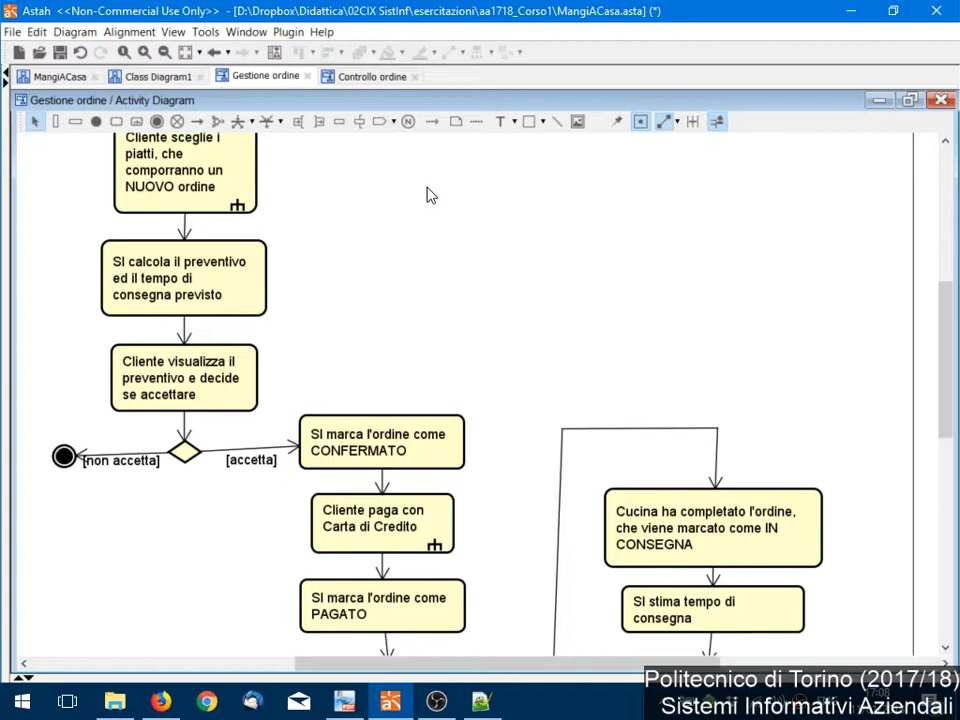 Astah <<Non-Commercial Use Only>> - [D:\Dropbox\Didattica\02CIX SistInf\esercitazioni\aa1718_Corso1\MangiACasa.asta] (*)
File Edit Diagram Alignment View Tools Window Plugin Help
MangiACasa Class Diagram1 Gestione ordine Controllo ordine
Gestione ordine / Activity Diagram
Cliente sceglie i
piatti, che
comporranno un
NUOVO ordine
SI calcola il preventivo
ed il tempo di
consegna previsto
Cliente visualizza il
preventivo e decide
se accettare
[non accetta]
[accetta]
SI marca l'ordine come
CONFERMATO
Cliente paga con
Carta di Credito
SI marca l'ordine come
PAGATO
Cucina ha completato l'ordine,
che viene marcato come IN
CONSEGNA
SI stima tempo di
consegna
Politecnico di Torino (2017/18)
17:08
Sistemi Informativi Aziendali